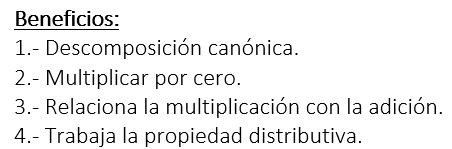 Beneficios:
1.- Descomposición canónica.
2.- Multiplicar por cero.
3.- Relaciona la multiplicación con la adición.
4.- Trabaja la propiedad distributiva.